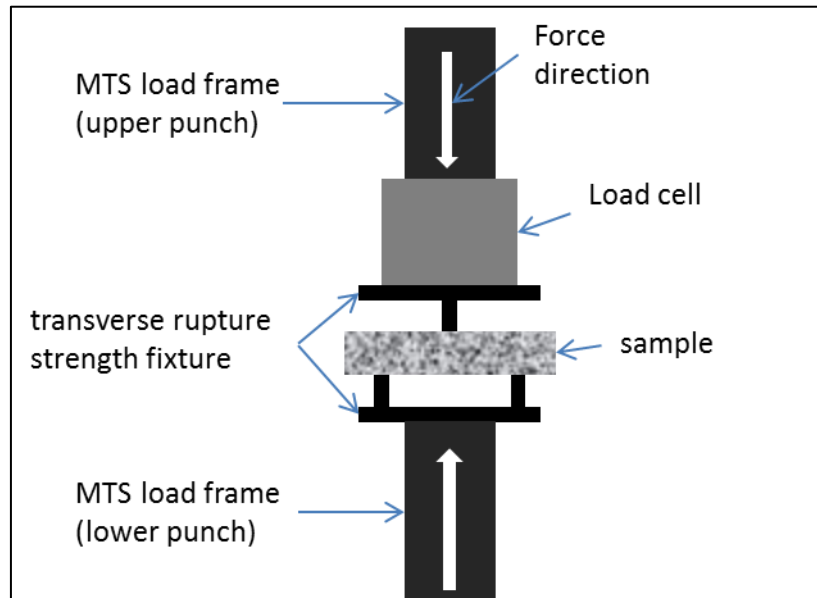 Force
direction
MTS load frame
(upper punch)
Load cell
transverse rupture
strength fixture
sample
MTS load frame
(lower punch)